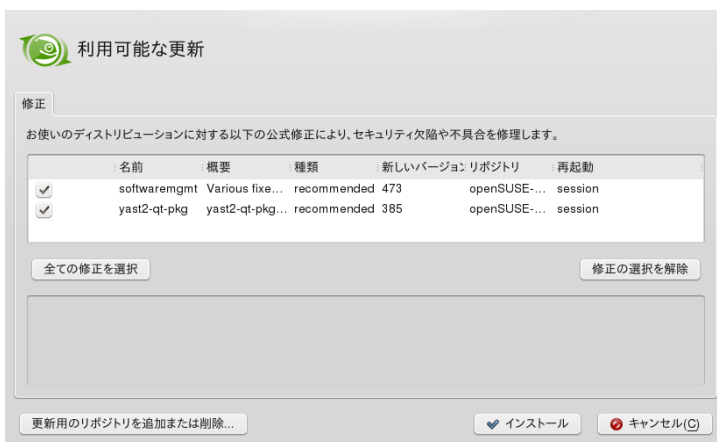 利用可能な更新
修正
お使いのディストリビューションに対する以下の公式修正により、セキュリティ欠陥や不具合を修理します。
名前 概要 種類 新しいバージョン リポジトリ 再起動
softwaremgmt Various fixe... recommended 473 openSUSE-... session
yast2-qt-pkg yast2-qt-pkg... recommended 385 openSUSE-... session
全ての修正を選択 修正の選択を解除
更新用のリポジトリを追加または削除... インストール キャンセル(C)